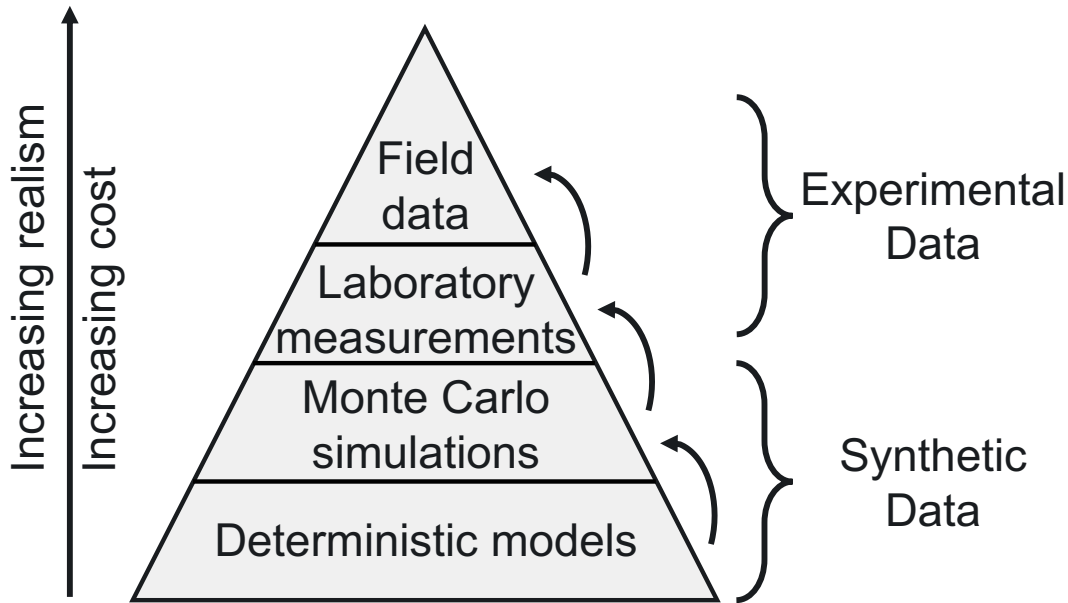 Increasing realism
Increasing cost
Field
data
Laboratory
measurements
Monte Carlo
simulations
Deterministic models
Experimental
Data
Synthetic
Data